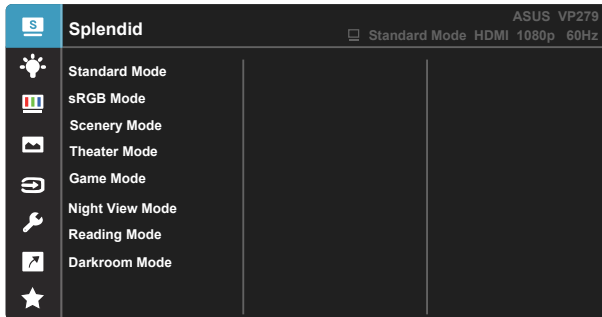 S
Splendid
ASUS VP279
Standard Mode HDMI 1080p 60Hz
Standard Mode
sRGB Mode
Scenery Mode
Theater Mode
Game Mode
Night View Mode
Reading Mode
Darkroom Mode